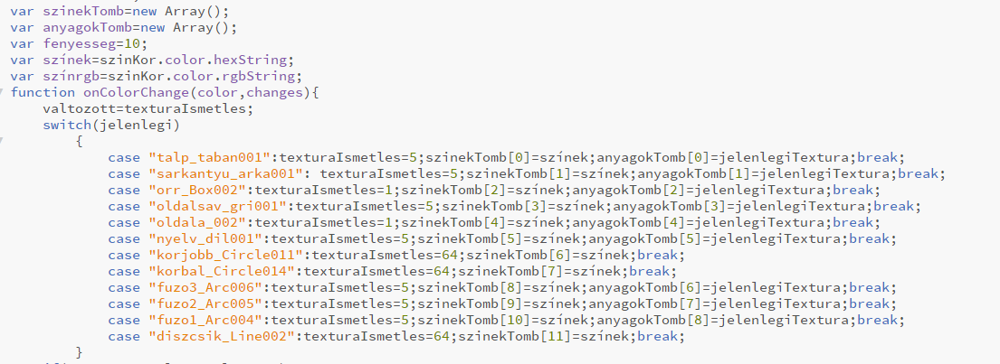 var szinekTomb=new Array();
var anyagokTomb=new Array();
var fenyesseg=10;
var színek=szinKor.color.hexString;
var színrgb=szinKor.color.rgbString;
function onColorChange(color,changes){
    valtozott=texturaIsmetles;
    switch(jelenlegi)
        {
            case "talp_taban001":texturaIsmetles=5;szinekTomb[0]=színek;anyagokTomb[0]=jelenlegiTextura;break;
            case "sarkantyu_arka001": texturaIsmetles=5;szinekTomb[1]=színek;anyagokTomb[1]=jelenlegiTextura;break;
            case "orr_Box002":texturaIsmetles=1;szinekTomb[2]=színek;anyagokTomb[2]=jelenlegiTextura;break;
            case "oldalsav_gri001":texturaIsmetles=5;szinekTomb[3]=színek;anyagokTomb[3]=jelenlegiTextura;break;
            case "oldala_002":texturaIsmetles=1;szinekTomb[4]=színek;anyagokTomb[4]=jelenlegiTextura;break;
            case "nyelv_dil001":texturaIsmetles=5;szinekTomb[5]=színek;anyagokTomb[5]=jelenlegiTextura;break;
            case "korjobb_Circle011":texturaIsmetles=64;szinekTomb[6]=színek;break;
            case "korbal_Circle014":texturaIsmetles=64;szinekTomb[7]=színek;break;
            case "fuzo3_Arc006":texturaIsmetles=5;szinekTomb[8]=színek;anyagokTomb[6]=jelenlegiTextura;break;
            case "fuzo2_Arc005":texturaIsmetles=5;szinekTomb[9]=színek;anyagokTomb[7]=jelenlegiTextura;break;
            case "fuzo1_Arc004":texturaIsmetles=5;szinekTomb[10]=színek;anyagokTomb[8]=jelenlegiTextura;break;
            case "diszcsik_Line002":texturaIsmetles=64;szinekTomb[11]=színek;break;
        }